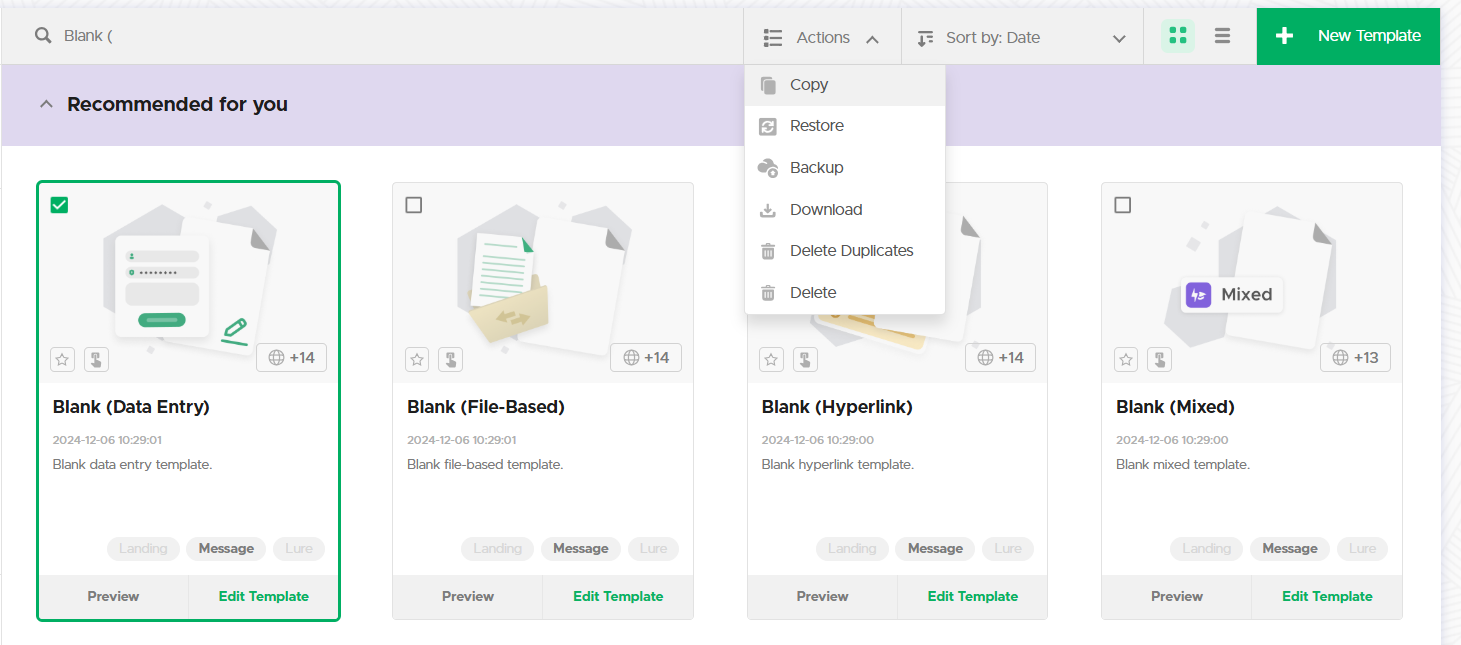 Blank (
Actions
Sort by: Date
New Template
Recommended for you
Copy
Restore
Backup
Download
Delete Duplicates
Delete
Mixed
+14
+14
+14
+13
Blank (Data Entry)
2024-12-06 10:29:01
Blank data entry template.
Landing Message Lure
Preview Edit Template
Blank (File-Based)
2024-12-06 10:29:01
Blank file-based template.
Landing Message Lure
Preview Edit Template
Blank (Hyperlink)
2024-12-06 10:29:00
Blank hyperlink template.
Landing Message Lure
Preview Edit Template
Blank (Mixed)
2024-12-06 10:29:00
Blank mixed template.
Landing Message Lure
Preview Edit Template